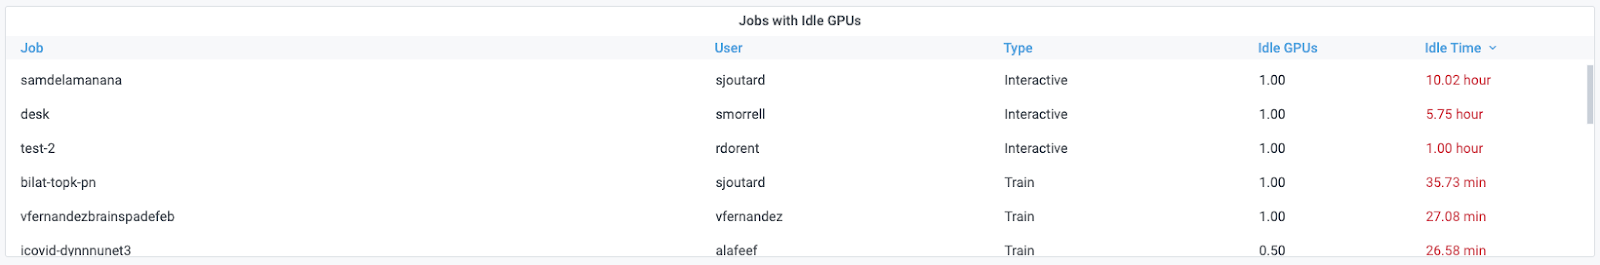 Jobs with Idle GPUs
Job User Type Idle GPUs Idle Time
samdelamanana sjoutard Interactive 1.00 10.02 hour
desk smorrell Interactive 1.00 5.75 hour
test-2 rdorent Interactive 1.00 1.00 hour
bilat-topk-pn sjoutard Train 1.00 35.73 min
vfernandezbrainspadefeb vfernandez Train 1.00 27.08 min
icovid-dynnnunet3 alafeef Train 0.50 26.58 min